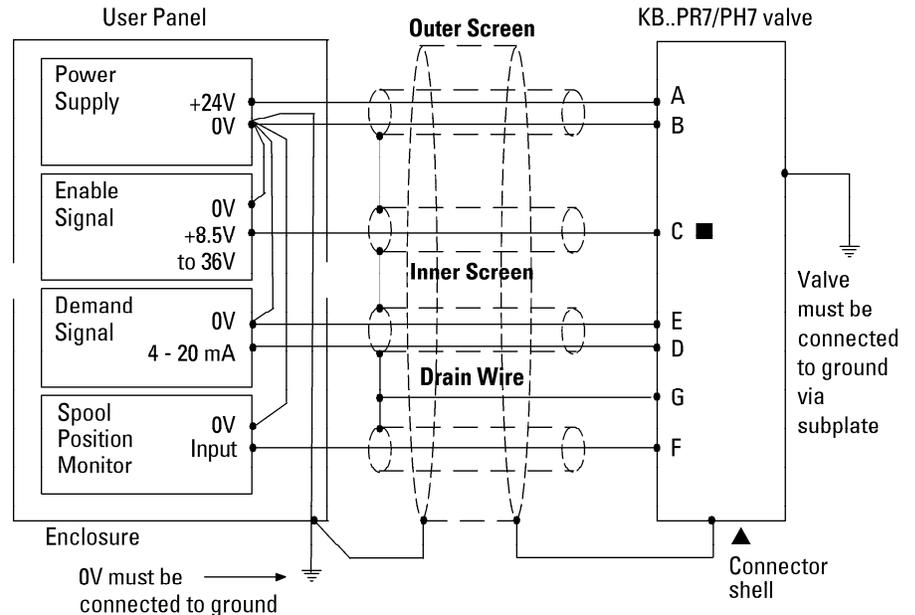 User Panel
Outer Screen
KB..PR7/PH7 valve
Power
Supply
+24V
0V
A
B
Enable
Signal
0V
+8.5V
to 36V
C ■
Inner Screen
Demand
Signal
0V
4 - 20 mA
E
D
Drain Wire
G
Spool
Position
Monitor
0V
Input
F
Valve
must be
connected
to ground
via
subplate
Enclosure
0V must be
connected to ground
▲
Connector
shell